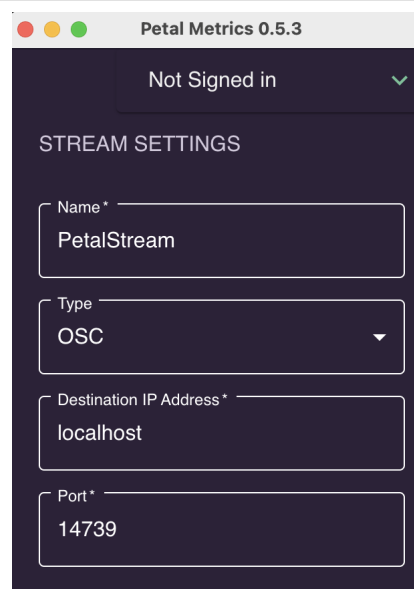 Petal Metrics 0.5.3
Not Signed in
STREAM SETTINGS
Name*
PetalStream
Type
OSC
Destination IP Address*
localhost
Port*
14739